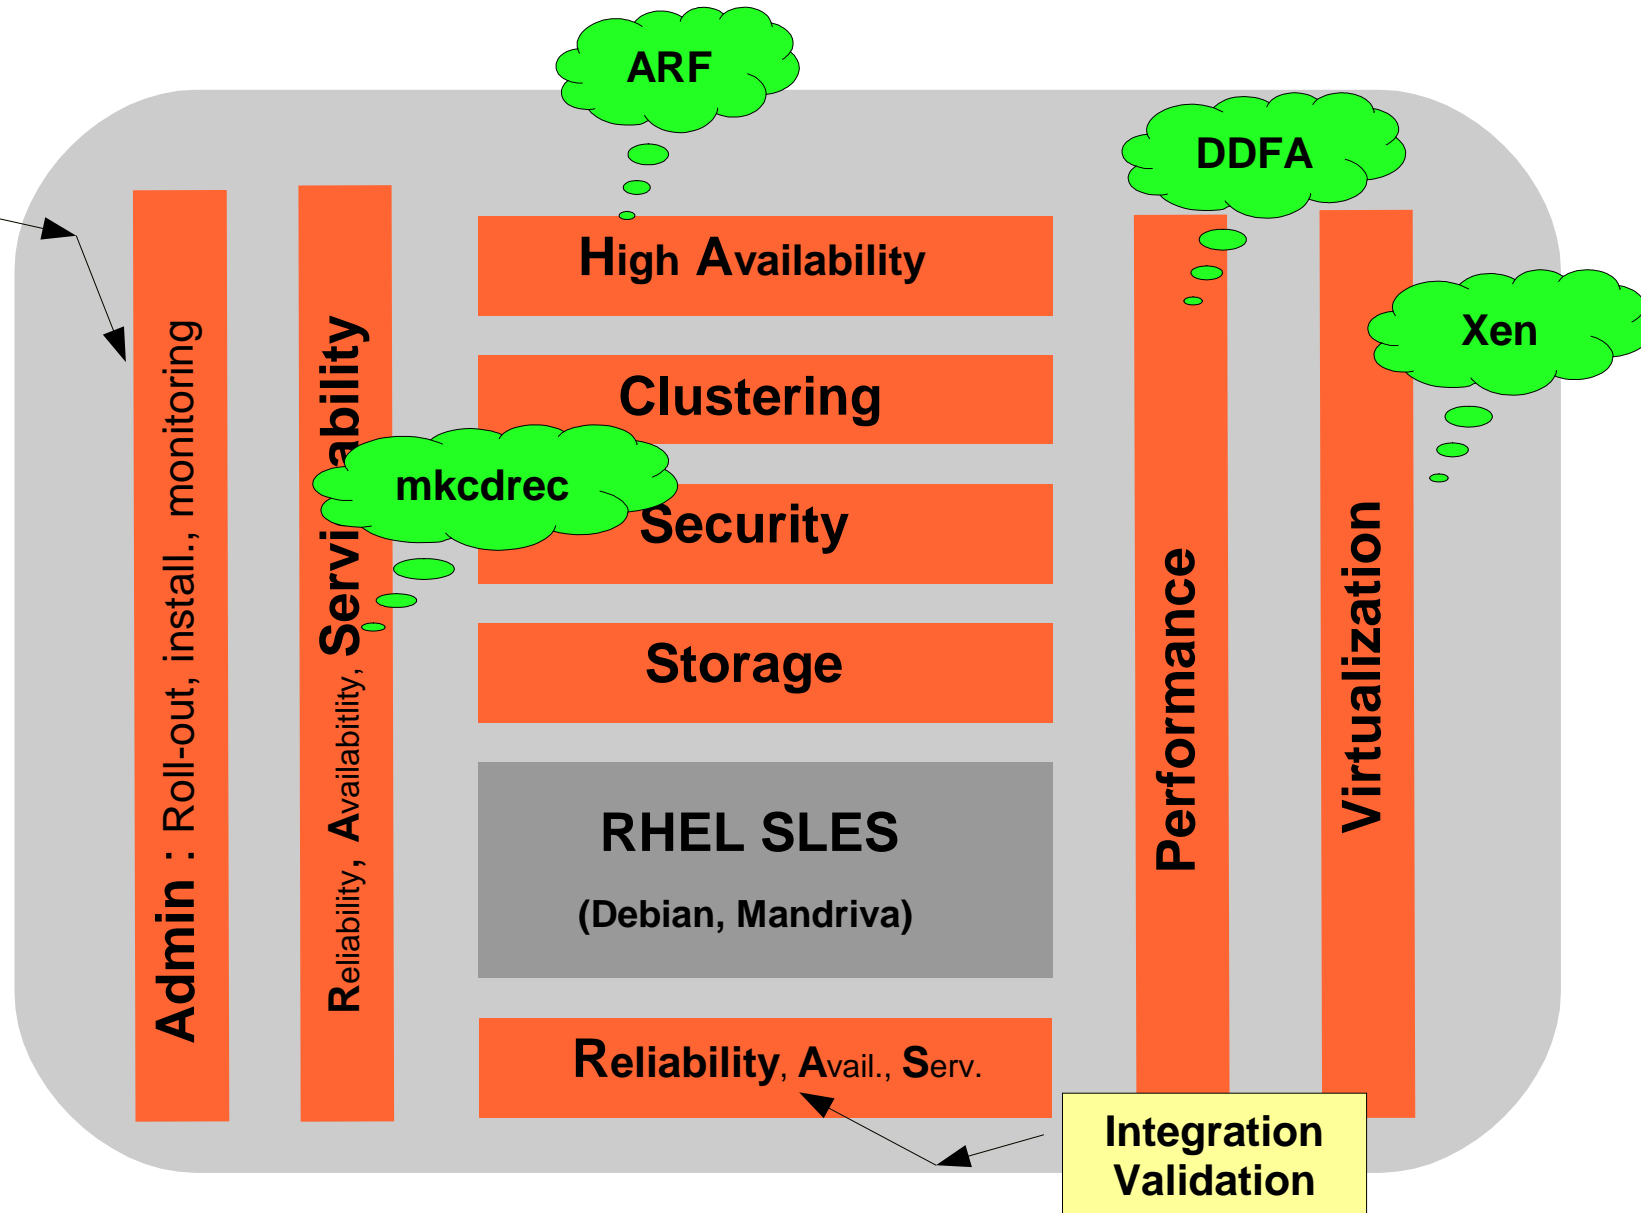 ARF
DDFA
High Availability
Xen
Clustering
mkcdrec
Security
Storage
RHEL SLES
(Debian, Mandriva)
Reliability, Avail., Serv.
Admin : Roll-out, install., monitoring
Reliability, Availabitlity, Servi ability
Performance
Virtualization
Integration
Validation